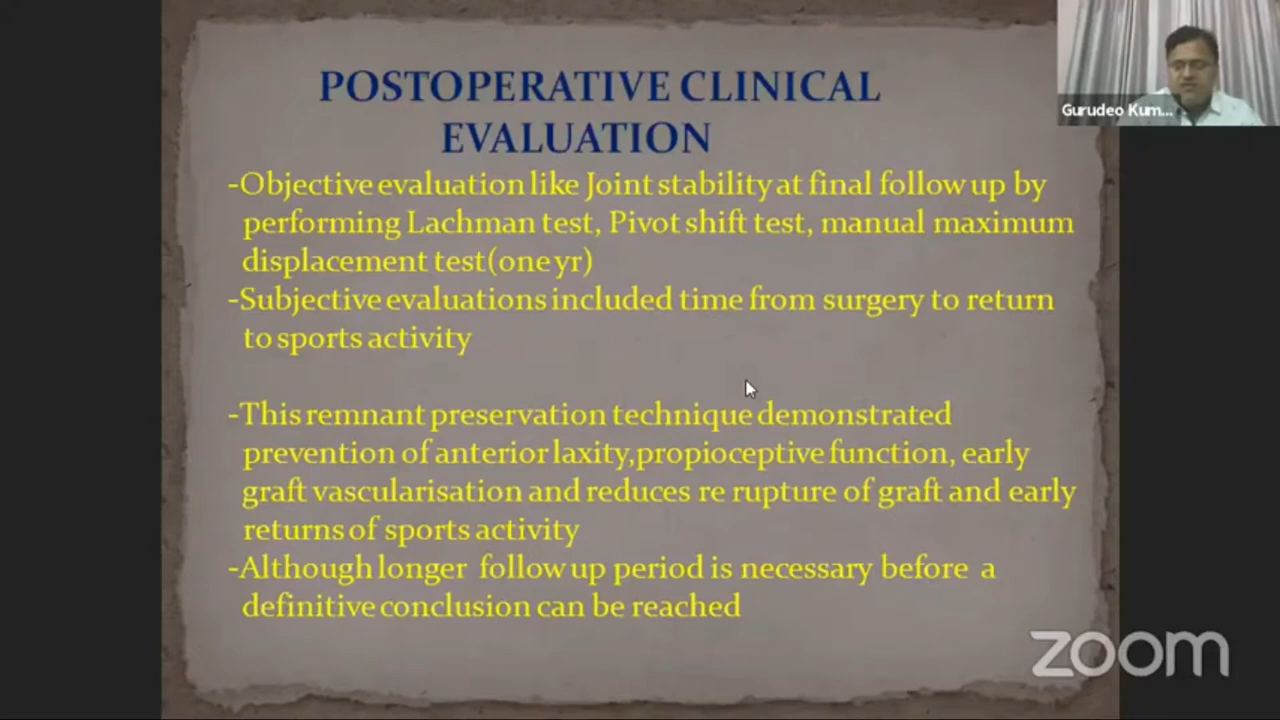 POSTOPERATIVE CLINICAL
EVALUATION
Gurudeo Kum...
-Objective evaluation like Joint stability at final follow up by
performing Lachman test, Pivot shift test, manual maximum
displacement test(one yr)
-Subjective evaluations included time from surgery to return
to sports activity
-This remnant preservation technique demonstrated
prevention of anterior laxity,propioceptive function, early
graft vascularisation and reduces re rupture of graft and early
returns of sports activity
-Although longer follow up period is necessary before a
definitive conclusion can be reached
zoom